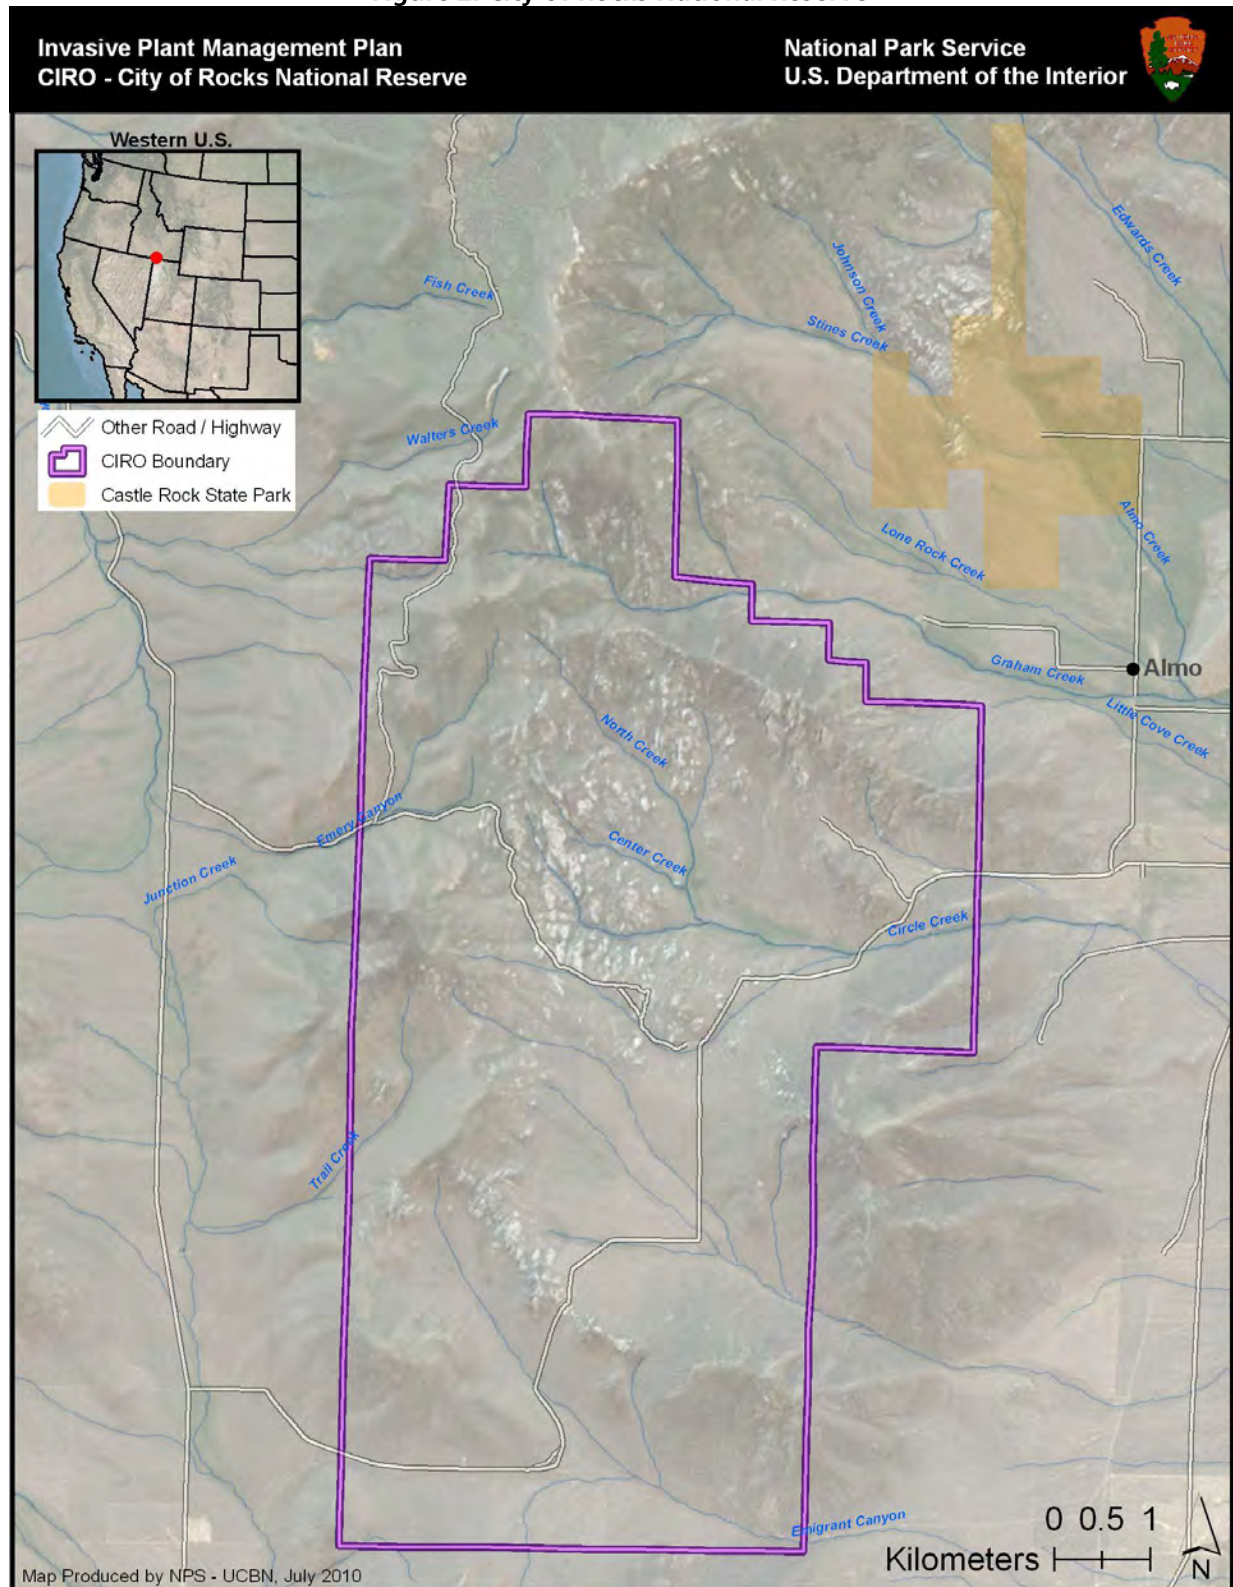 Invasive Plant Management Plan
CIRO - City of Rocks National Reserve
National Park Service
U.S. Department of the Interior
Western U.S.
Other Road / Highway
CIRO Boundary
Castle Rock State Park
Edwards Creek
Johnson Creek
Stines Creek
Fish Creek
Walters Creek
Lone Rock Creek
Almo Creek
Graham Creek
Almo
Little Cove Creek
North Creek
Emery Canyon
Center Creek
Junction Creek
Circle Creek
Trail Creek
Emigrant Canyon
0 0.5 1
Kilometers
N
Map Produced by NPS - UCBN, July 2010